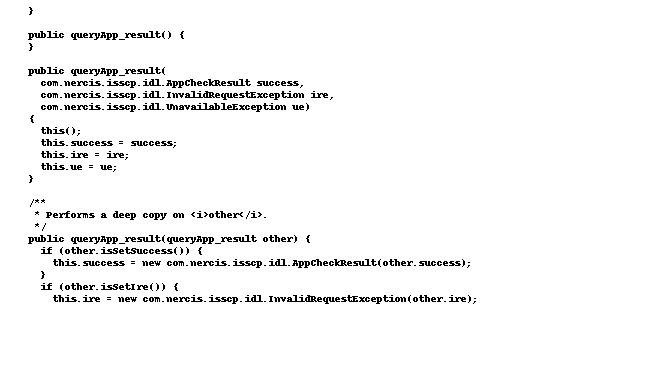 }

public queryApp_result() {
}

public queryApp_result(
  com.nercis.isscp.idl.AppCheckResult success,
  com.nercis.isscp.idl.InvalidRequestException ire,
  com.nercis.isscp.idl.UnavailableException ue)
{
  this();
  this.success = success;
  this.ire = ire;
  this.ue = ue;
}

/**
 * Performs a deep copy on <i>other</i>.
 */
public queryApp_result(queryApp_result other) {
  if (other.isSetSuccess()) {
    this.success = new com.nercis.isscp.idl.AppCheckResult(other.success);
  }
  if (other.isSetIre()) {
    this.ire = new com.nercis.isscp.idl.InvalidRequestException(other.ire);